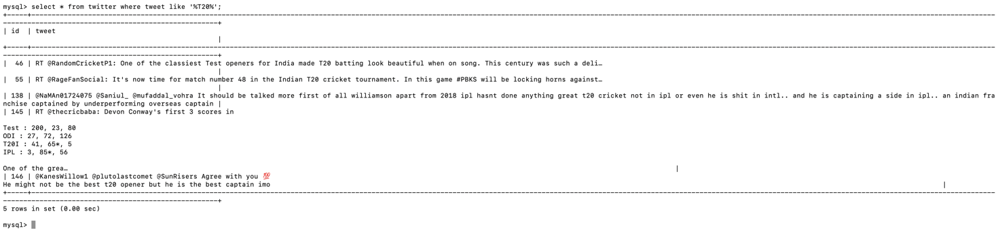 mysql> select * from twitter where tweet like '%T20%';
+-----+----------------------------------------------------------------------------------------------------------------------------------------------------------------------------------------------------------------------------------------------
-----------------------------------------------------+
| id  | tweet
                                                     |
+-----+----------------------------------------------------------------------------------------------------------------------------------------------------------------------------------------------------------------------------------------------
-----------------------------------------------------+
|  46 | RT @RandomCricketP1: One of the classiest Test openers for India made T20 batting look beautiful when on song. This century was such a deli…
                                                     |
|  55 | RT @RageFanSocial: It's now time for match number 48 in the Indian T20 cricket tournament. In this game #PBKS will be locking horns against…
                                                     |
| 138 | @NaMAn01724075 @Saniul_ @mufaddal_vohra It should be talked more first of all williamson apart from 2018 ipl hasnt done anything great t20 cricket not in ipl or even he is shit in intl.. and he is captaining a side in ipl.. an indian fra
nchise captained by underperforming overseas captain |
| 145 | RT @thecricbaba: Devon Conway's first 3 scores in
Test : 200, 23, 80
ODI : 27, 72, 126
T20I : 41, 65*, 5
IPL : 3, 85*, 56
One of the grea… |
| 146 | @KanesWillow1 @plutolastcomet @SunRisers Agree with you 💯
He might not be the best t20 opener but he is the best captain imo |
+-----+----------------------------------------------------------------------------------------------------------------------------------------------------------------------------------------------------------------------------------------------
-----------------------------------------------------+
5 rows in set (0.00 sec)
mysql>